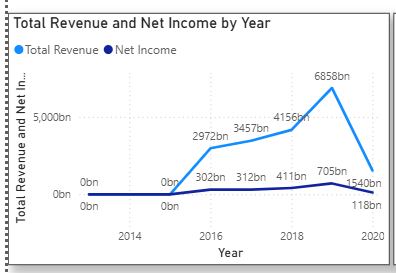 Total Revenue and Net Income by Year
Total Revenue Net Income
Total Revenue and Net In...
5,000bn
0bn
0bn
0bn
2972bn
3457bn
4156bn
6858bn
1540bn
0bn
0bn
302bn
312bn
411bn
705bn
118bn
2014
2016
2018
2020
Year